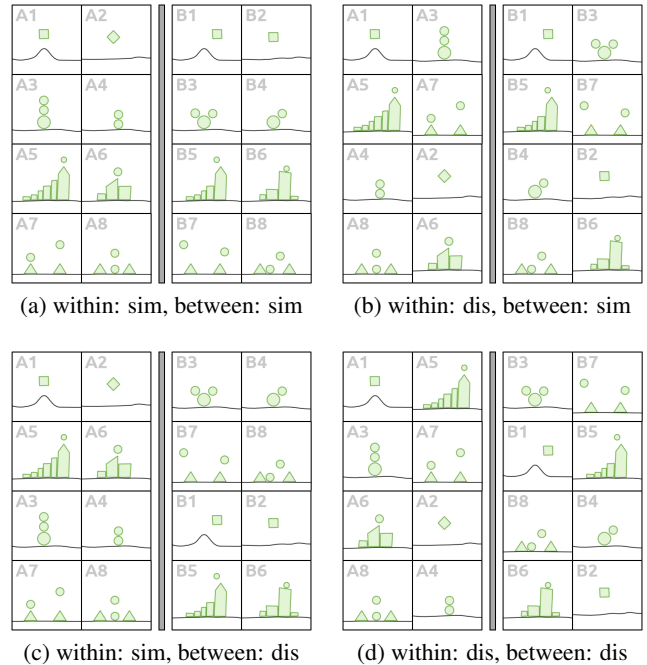 A1 A2 B1 B2
A3 A4 B3 B4
A5 A6 B5 B6
A7 A8 B7 B8
(a) within: sim, between: sim
A1 A3 B1 B3
A5 A7 B5 B7
A4 A2 B4 B2
A8 A6 B8 B6
(b) within: dis, between: sim
A1 A2 B3 B4
A5 A6 B7 B8
A3 A4 B1 B2
A7 A8 B5 B6
(c) within: sim, between: dis
A1 A5 B3 B7
A3 A7 B1 B5
A6 A2 B8 B4
A8 A4 B6 B2
(d) within: dis, between: dis